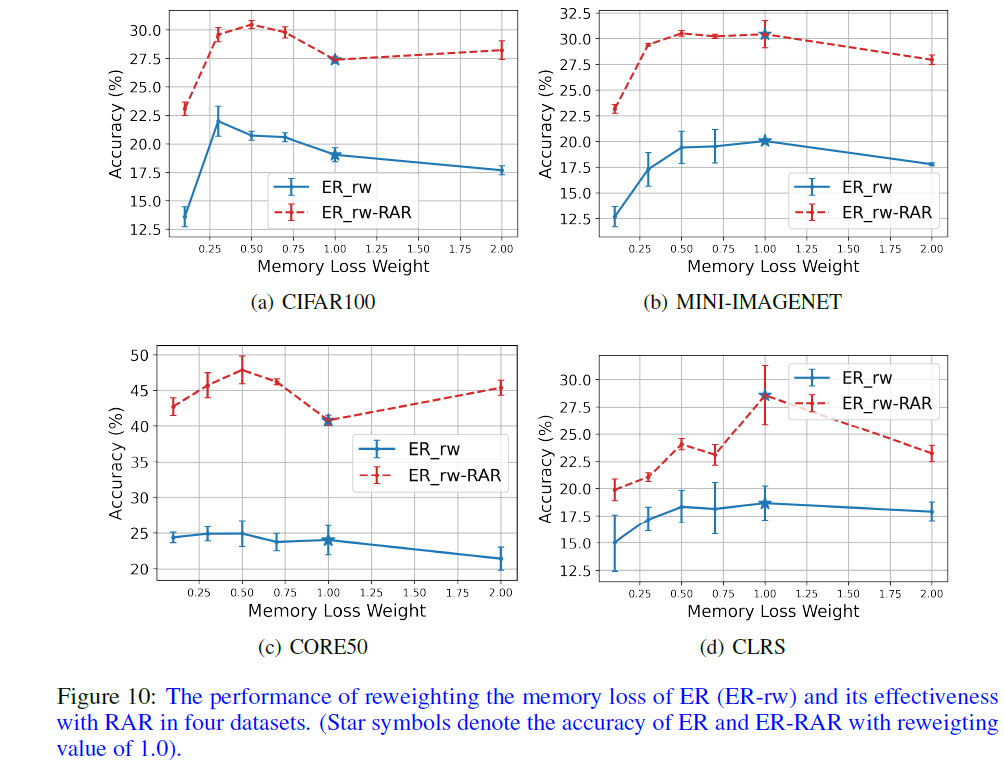 30.0
27.5
25.0
22.5
20.0
17.5
15.0
12.5
Accuracy (%)
ER_rw
ER_rw-RAR
0.25 0.50 0.75 1.00 1.25 1.50 1.75 2.00
Memory Loss Weight
(a) CIFAR100
32.5
30.0
27.5
25.0
22.5
20.0
17.5
15.0
12.5
Accuracy (%)
ER_rw
ER_rw-RAR
0.25 0.50 0.75 1.00 1.25 1.50 1.75 2.00
Memory Loss Weight
(b) MINI-IMAGENET
50
45
40
35
30
25
20
Accuracy (%)
ER_rw
ER_rw-RAR
0.25 0.50 0.75 1.00 1.25 1.50 1.75 2.00
Memory Loss Weight
(c) CORE50
30.0
27.5
25.0
22.5
20.0
17.5
15.0
12.5
Accuracy (%)
ER_rw
ER_rw-RAR
0.25 0.50 0.75 1.00 1.25 1.50 1.75 2.00
Memory Loss Weight
(d) CLRS
Figure 10: The performance of reweighting the memory loss of ER (ER-rw) and its effectiveness
with RAR in four datasets. (Star symbols denote the accuracy of ER and ER-RAR with reweigting
value of 1.0).